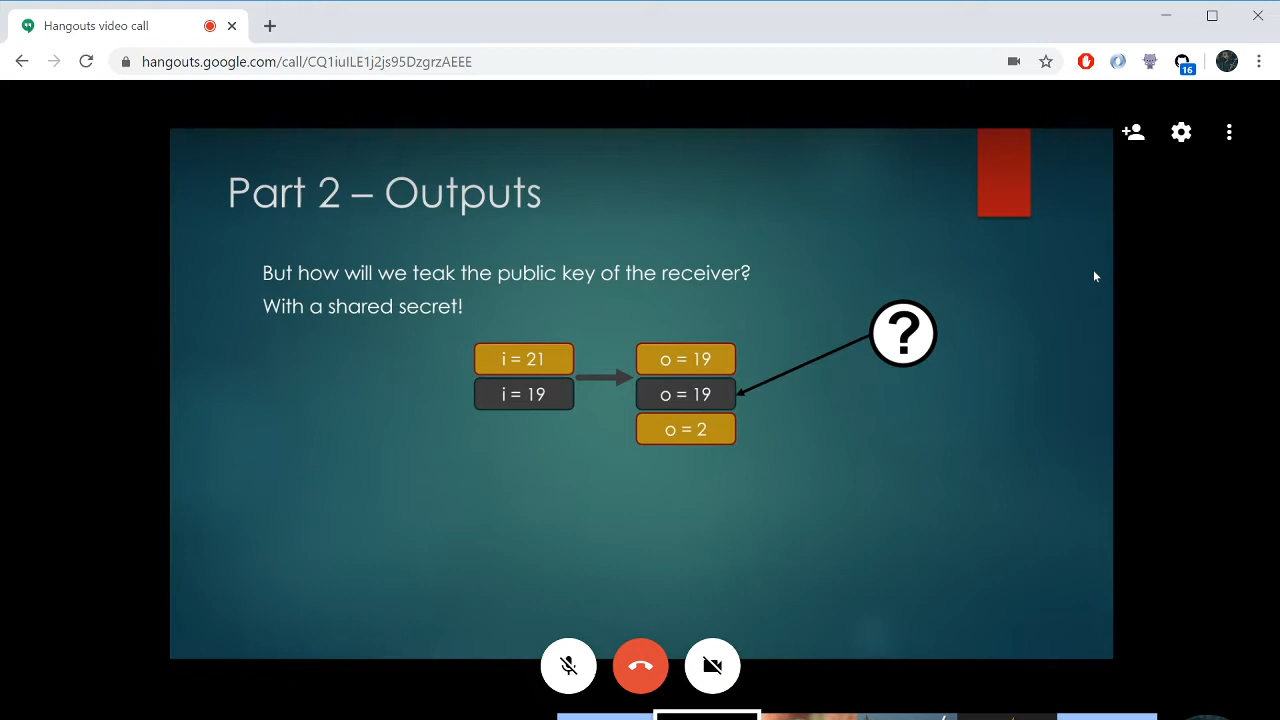 Hangouts video call
hangouts.google.com/call/CQ1iuILE1j2js95DzgrzAEEE
16
Part 2 – Outputs
But how will we teak the public key of the receiver?
With a shared secret!
i = 21
o = 19
i = 19
o = 19
o = 2
?